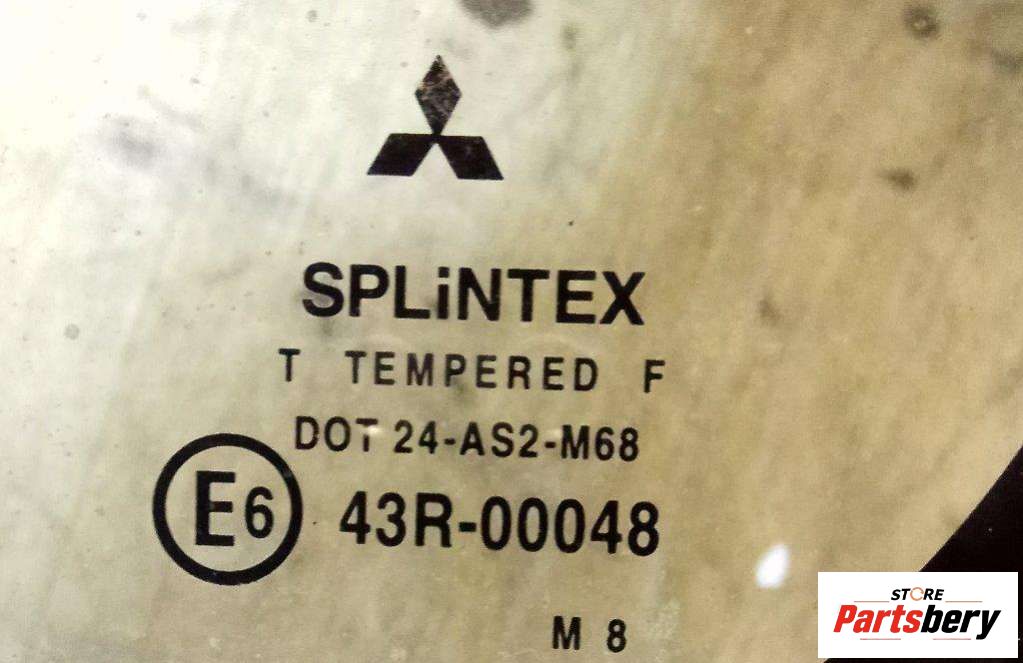 SPLiNTEX
T TEMPERED F
DOT 24-AS2-M68
E6 43R-00048
M 8
STORE
Partsbery